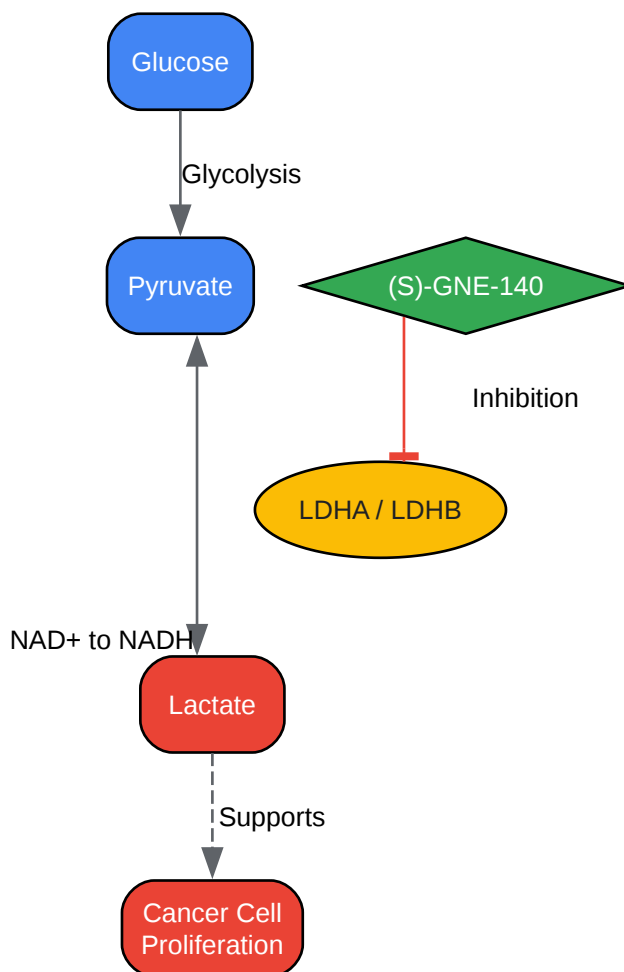 Glucose
Glycolysis
Pyruvate
(S)-GNE-140
Inhibition
LDHA / LDHB
NAD+ to NADH
Lactate
Supports
Cancer Cell
Proliferation